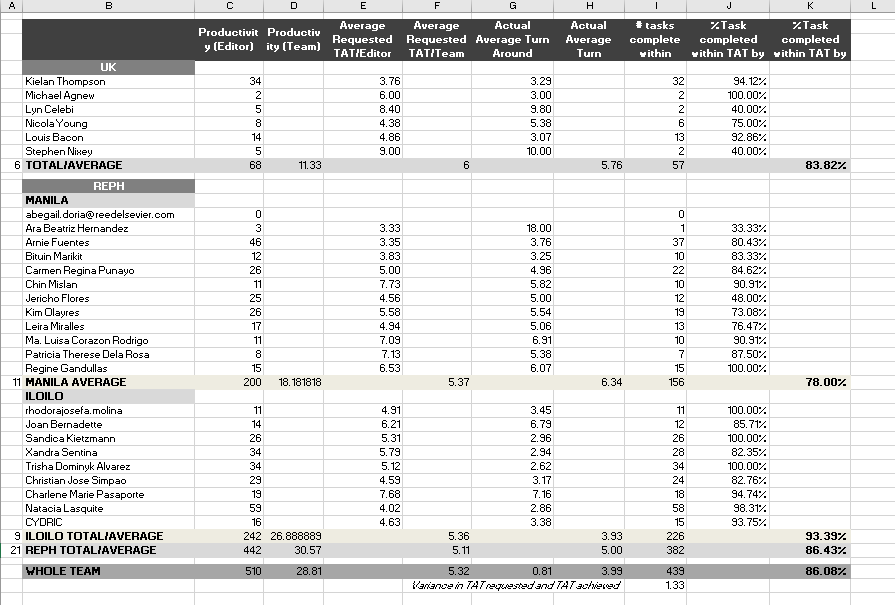 A B C D E F G H I J K L
Productivit y (Editor) Productiv ity (Team) Average Requested TAT/Editor Average Requested TAT/Team Actual Average Turn Around Actual Average Turn # tasks complete within %Task completed within TAT by %Task completed within TAT by
UK
Kielan Thompson 34 3.76 3.29 32 94.12%
Michael Agnew 2 6.00 3.00 2 100.00%
Lyn Celebi 5 8.40 9.80 2 40.00%
Nicola Young 8 4.38 5.38 6 75.00%
Louis Bacon 14 4.86 3.07 13 92.86%
Stephen Nixey 5 9.00 10.00 2 40.00%
6 TOTAL/AVERAGE 68 11.33 6 5.76 57 83.82%
REPH
MANILA
abegail.doria@reedelsevier.com 0 0
Ara Beatriz Hernandez 3 3.33 18.00 1 33.33%
Arnie Fuentes 46 3.35 3.76 37 80.43%
Bituin Marikit 12 3.83 3.25 10 83.33%
Carmen Regina Punayo 26 5.00 4.96 22 84.62%
Chin Mislan 11 7.73 5.82 10 90.91%
Jericho Flores 25 4.56 5.00 12 48.00%
Kim Olayres 26 5.58 5.54 19 73.08%
Leira Miralles 17 4.94 5.06 13 76.47%
Ma. Luisa Corazon Rodrigo 11 7.09 6.91 10 90.91%
Patricia Therese Dela Rosa 8 7.13 5.38 7 87.50%
Regine Gandullas 15 6.53 6.07 15 100.00%
11 MANILA AVERAGE 200 18.181818 5.37 6.34 156 78.00%
ILOILO
rhodorajosefa.molina 11 4.91 3.45 11 100.00%
Joan Bernadette 14 6.21 6.79 12 85.71%
Sandica Kietzmann 26 5.31 2.96 26 100.00%
Xandra Sentina 34 5.79 2.94 28 82.35%
Trisha Dominyk Alvarez 34 5.12 2.62 34 100.00%
Christian Jose Simpao 29 4.59 3.17 24 82.76%
Charlene Marie Pasaporte 19 7.68 7.16 18 94.74%
Natacia Lasquite 59 4.02 2.86 58 98.31%
CYDRIC 16 4.63 3.38 15 93.75%
9 ILOILO TOTAL/AVERAGE 242 26.888889 5.36 3.93 226 93.39%
21 REPH TOTAL/AVERAGE 442 30.57 5.11 5.00 382 86.43%
WHOLE TEAM 510 28.81 5.32 0.81 3.99 439 86.08%
Variance in TAT requested and TAT achieved 1.33